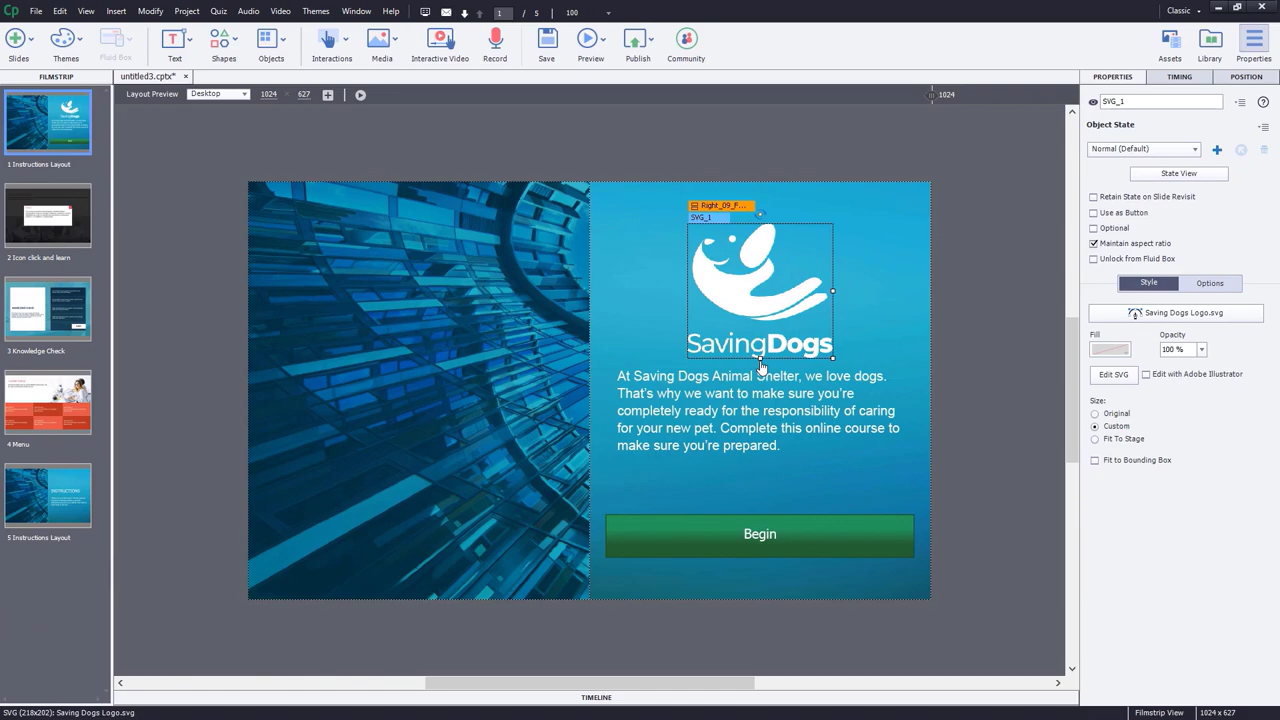 Cp File Edit View Insert Modify Project Quiz Audio Video Themes Window Help 1 / 5 100 Classic
Slides Themes Fluid Box Text Shapes Objects Interactions Media Interactive Video Record Save Preview Publish Community Assets Library Properties
FILMSTRIP
untitled3.cptx* ×
Layout Preview Desktop 1024 627 1024
1 Instructions Layout
2 Icon click and learn
3 Knowledge Check
4 Menu
INSTRUCTIONS
5 Instructions Layout
Right_09_F...
SVG_1
SavingDogs
At Saving Dogs Animal Shelter, we love dogs.
That's why we want to make sure you're
completely ready for the responsibility of caring
for your new pet. Complete this online course to
make sure you're prepared.
Begin
PROPERTIES TIMING POSITION
SVG_1
Object State
Normal (Default)
State View
Retain State on Slide Revisit
Use as Button
Optional
Maintain aspect ratio
Unlock from Fluid Box
Style Options
Saving Dogs Logo.svg
Fill Opacity
100 %
Edit SVG Edit with Adobe Illustrator
Size:
Original
Custom
Fit To Stage
Fit to Bounding Box
TIMELINE
SVG (218x202): Saving Dogs Logo.svg Filmstrip View 1024 x 627